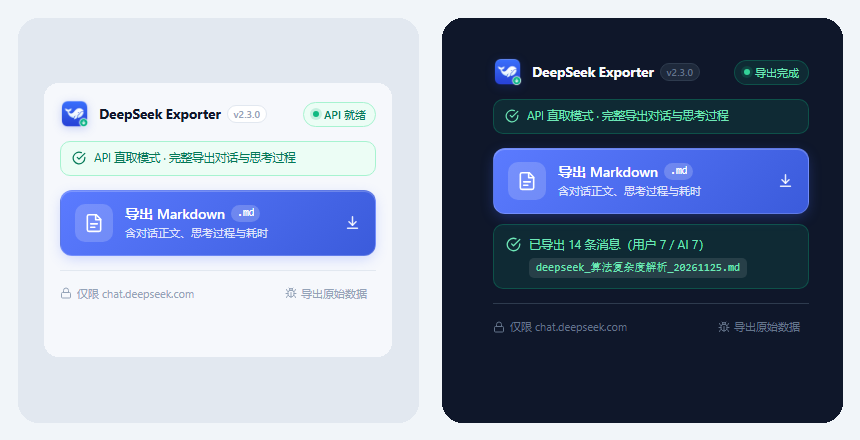 DeepSeek Exporter v2.3.0 API 就绪
API 直取模式 · 完整导出对话与思考过程
导出 Markdown .md
含对话正文、思考过程与耗时
仅限 chat.deepseek.com 导出原始数据
DeepSeek Exporter v2.3.0 导出完成
API 直取模式 · 完整导出对话与思考过程
导出 Markdown .md
含对话正文、思考过程与耗时
已导出 14 条消息（用户 7 / AI 7）
deepseek_算法复杂度解析_20261125.md
仅限 chat.deepseek.com 导出原始数据